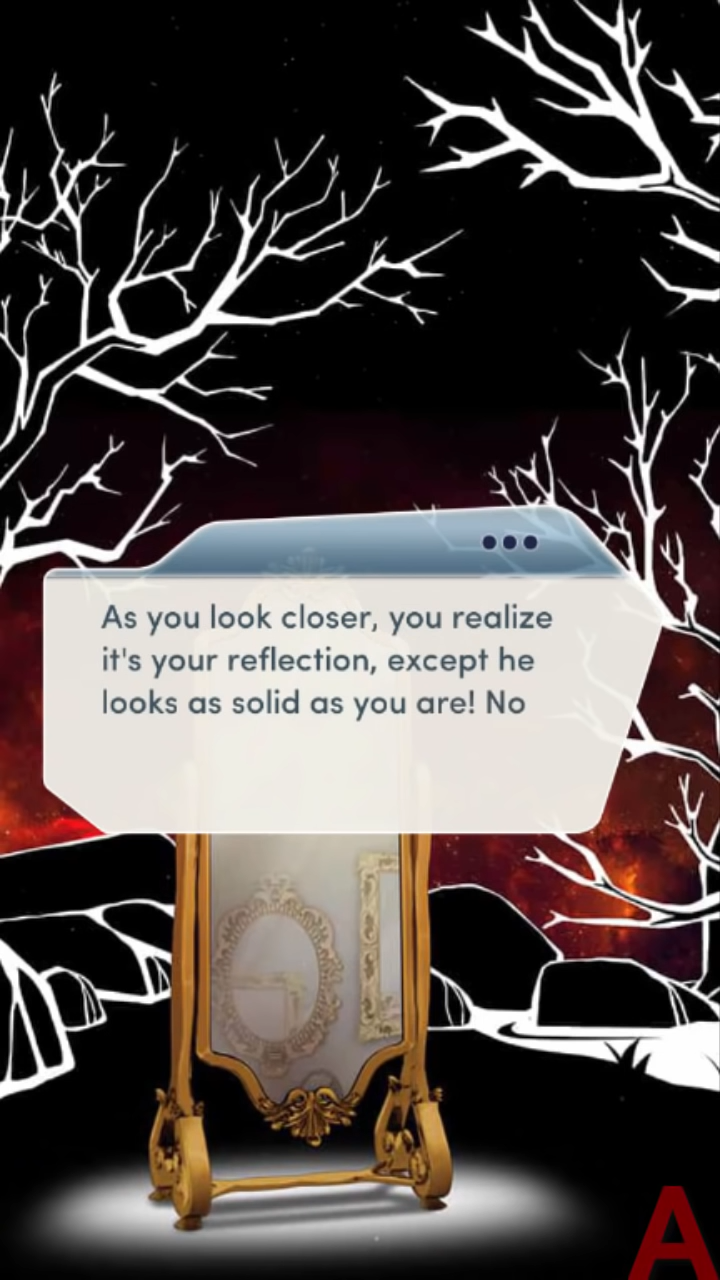 As you look closer, you realize
it's your reflection, except he
looks as solid as you are! No
A